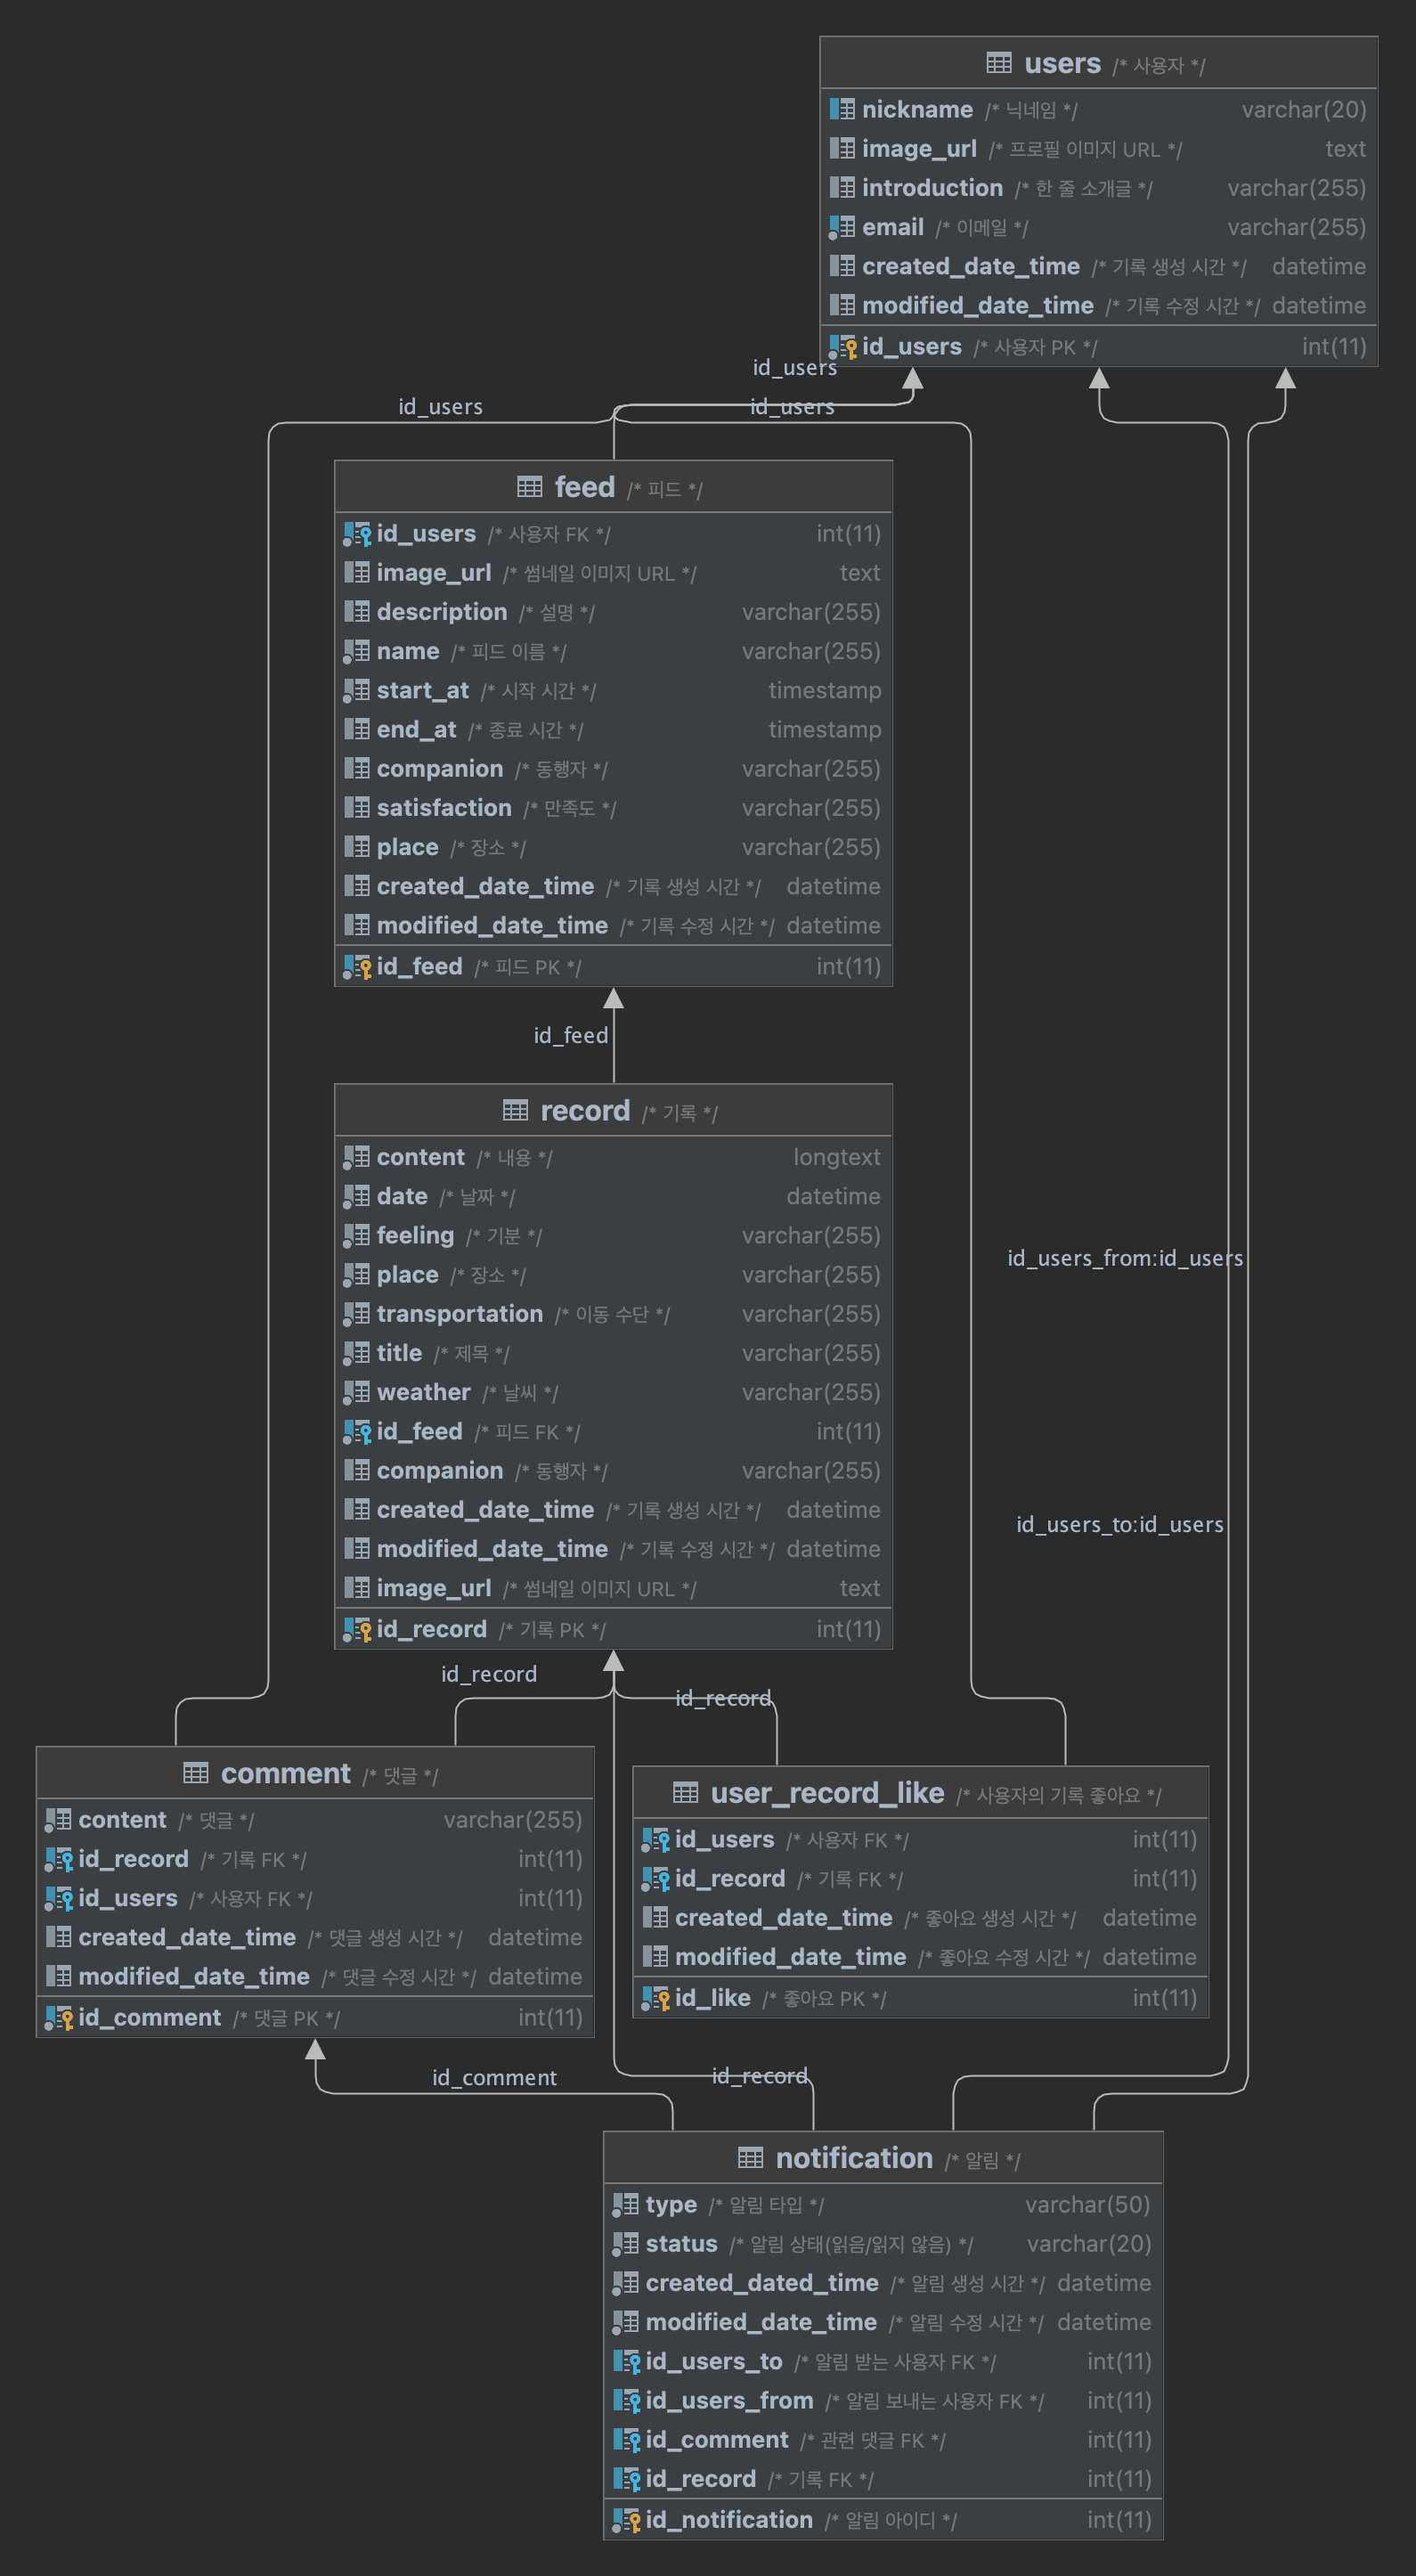 users /* 사용자 */
nickname /* 닉네임 */ varchar(20)
image_url /* 프로필 이미지 URL */ text
introduction /* 한 줄 소개글 */ varchar(255)
email /* 이메일 */ varchar(255)
created_date_time /* 기록 생성 시간 */ datetime
modified_date_time /* 기록 수정 시간 */ datetime
id_users /* 사용자 PK */ int(11)
id_users
id_users id_users
feed /* 피드 */
id_users /* 사용자 FK */ int(11)
image_url /* 썸네일 이미지 URL */ text
description /* 설명 */ varchar(255)
name /* 피드 이름 */ varchar(255)
start_at /* 시작 시간 */ timestamp
end_at /* 종료 시간 */ timestamp
companion /* 동행자 */ varchar(255)
satisfaction /* 만족도 */ varchar(255)
place /* 장소 */ varchar(255)
created_date_time /* 기록 생성 시간 */ datetime
modified_date_time /* 기록 수정 시간 */ datetime
id_feed /* 피드 PK */ int(11)
id_feed
record /* 기록 */
content /* 내용 */ longtext
date /* 날짜 */ datetime
feeling /* 기분 */ varchar(255)
place /* 장소 */ varchar(255)
transportation /* 이동 수단 */ varchar(255)
title /* 제목 */ varchar(255)
weather /* 날씨 */ varchar(255)
id_feed /* 피드 FK */ int(11)
companion /* 동행자 */ varchar(255)
created_date_time /* 기록 생성 시간 */ datetime
modified_date_time /* 기록 수정 시간 */ datetime
image_url /* 썸네일 이미지 URL */ text
id_record /* 기록 PK */ int(11)
id_users_from:id_users
id_users_to:id_users
id_record
id_record
comment /* 댓글 */
content /* 댓글 */ varchar(255)
id_record /* 기록 FK */ int(11)
id_users /* 사용자 FK */ int(11)
created_date_time /* 댓글 생성 시간 */ datetime
modified_date_time /* 댓글 수정 시간 */ datetime
id_comment /* 댓글 PK */ int(11)
user_record_like /* 사용자의 기록 좋아요 */
id_users /* 사용자 FK */ int(11)
id_record /* 기록 FK */ int(11)
created_date_time /* 좋아요 생성 시간 */ datetime
modified_date_time /* 좋아요 수정 시간 */ datetime
id_like /* 좋아요 PK */ int(11)
id_comment
id_record
notification /* 알림 */
type /* 알림 타입 */ varchar(50)
status /* 알림 상태(읽음/읽지 않음) */ varchar(20)
created_dated_time /* 알림 생성 시간 */ datetime
modified_date_time /* 알림 수정 시간 */ datetime
id_users_to /* 알림 받는 사용자 FK */ int(11)
id_users_from /* 알림 보내는 사용자 FK */ int(11)
id_comment /* 관련 댓글 FK */ int(11)
id_record /* 기록 FK */ int(11)
id_notification /* 알림 아이디 */ int(11)